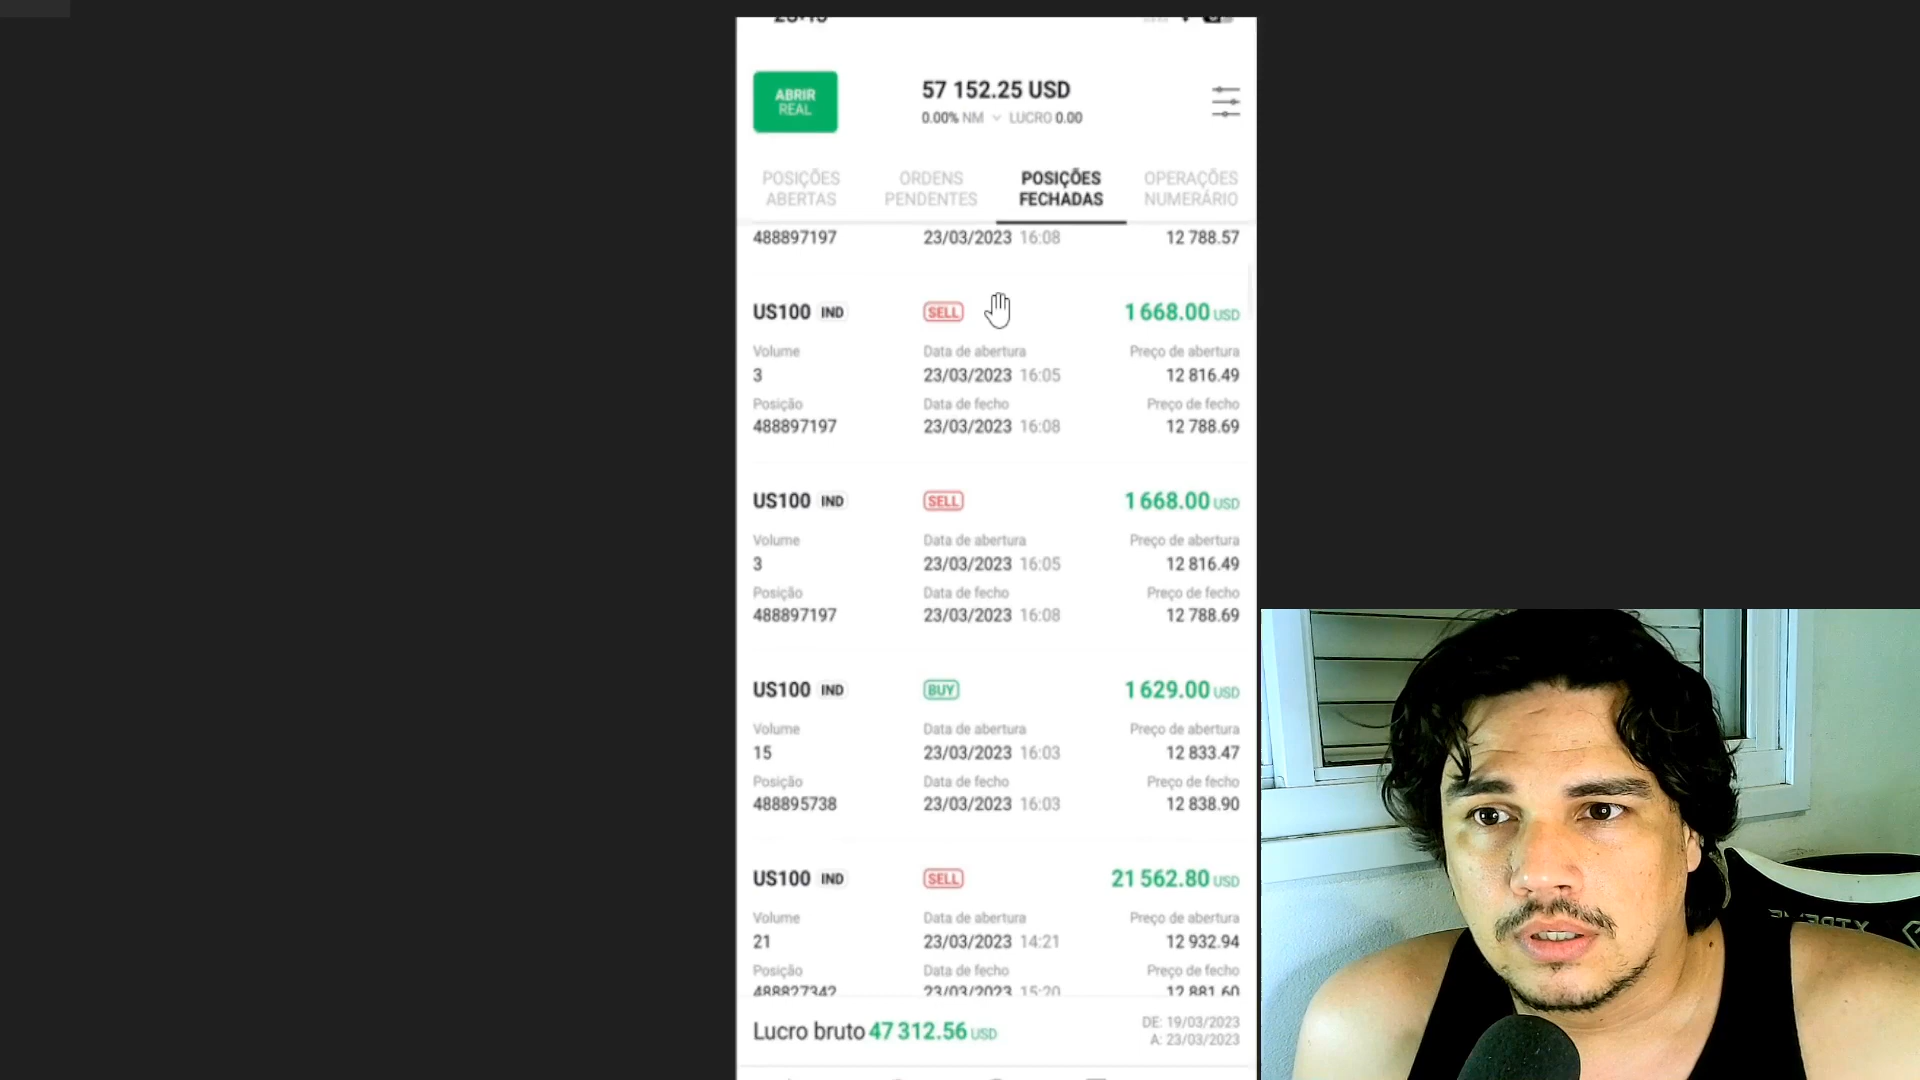 ABRIR
REAL
57 152.25 USD
0.00% NM LUCRO 0.00
POSIÇÕES ABERTAS
ORDENS PENDENTES
POSIÇÕES FECHADAS
OPERAÇÕES NUMERÁRIO
488897197 23/03/2023 16:08 12 788.57
US100 IND SELL 1 668.00 USD
Volume Data de abertura Preço de abertura
3 23/03/2023 16:05 12 816.49
Posição Data de fecho Preço de fecho
488897197 23/03/2023 16:08 12 788.69
US100 IND SELL 1 668.00 USD
Volume Data de abertura Preço de abertura
3 23/03/2023 16:05 12 816.49
Posição Data de fecho Preço de fecho
488897197 23/03/2023 16:08 12 788.69
US100 IND BUY 1 629.00 USD
Volume Data de abertura Preço de abertura
15 23/03/2023 16:03 12 833.47
Posição Data de fecho Preço de fecho
488895738 23/03/2023 16:03 12 838.90
US100 IND SELL 21 562.80 USD
Volume Data de abertura Preço de abertura
21 23/03/2023 14:21 12 932.94
Posição Data de fecho Preço de fecho
488827342 23/03/2023 15:20 12 881.60
Lucro bruto 47 312.56 USD
DE: 19/03/2023
A: 23/03/2023